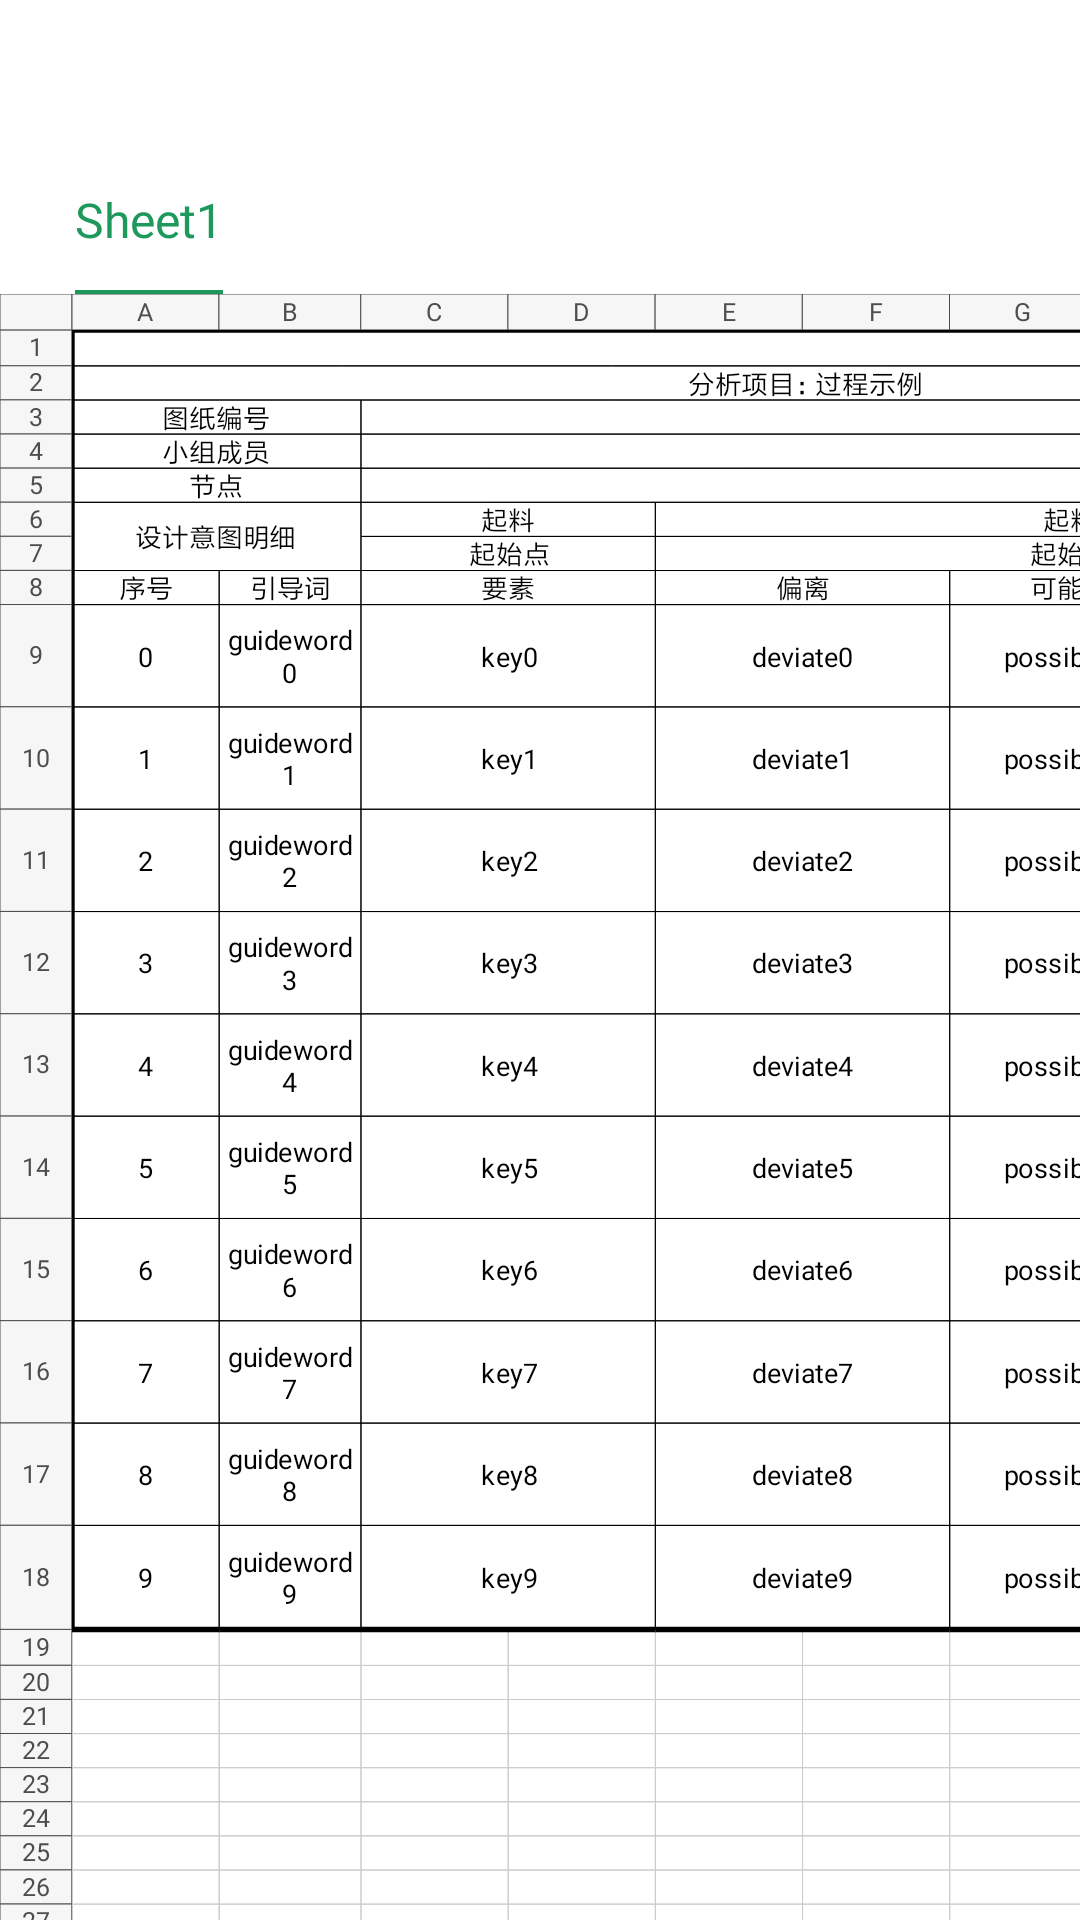 Sheet1
A B C D E F G
1
2 分析项目：过程示例
3 图纸编号
4 小组成员
5 节点
6 设计意图明细 起料
7 起始点 起始
8 序号 引导词 要素 偏离 可能
9 0 guideword 0 key0 deviate0 possib
10 1 guideword 1 key1 deviate1 possib
11 2 guideword 2 key2 deviate2 possib
12 3 guideword 3 key3 deviate3 possib
13 4 guideword 4 key4 deviate4 possib
14 5 guideword 5 key5 deviate5 possib
15 6 guideword 6 key6 deviate6 possib
16 7 guideword 7 key7 deviate7 possib
17 8 guideword 8 key8 deviate8 possib
18 9 guideword 9 key9 deviate9 possib
19
20
21
22
23
24
25
26
27